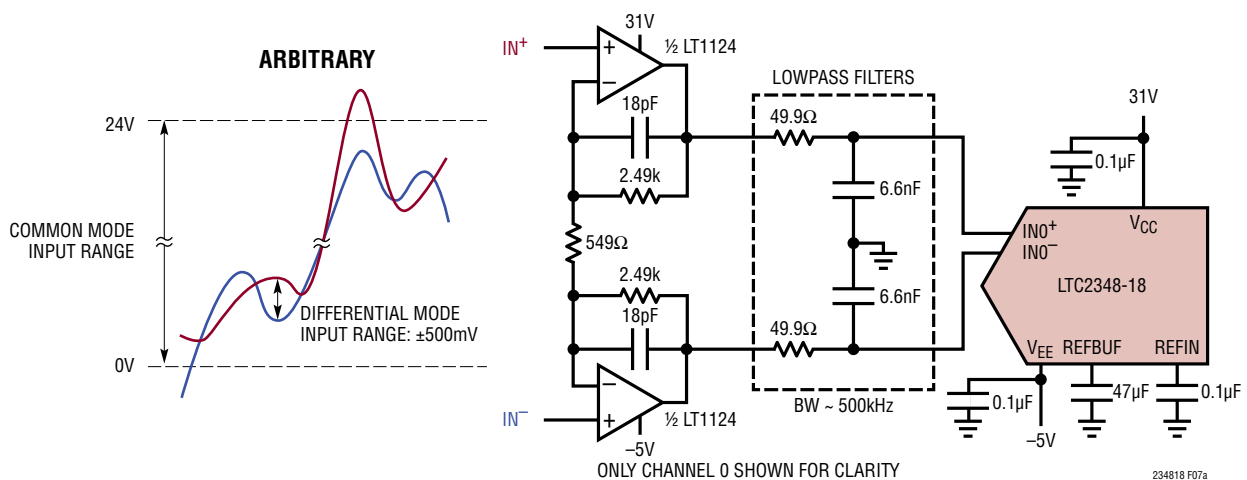 ARBITRARY
24V
COMMON MODE
INPUT RANGE
DIFFERENTIAL MODE
INPUT RANGE: ±500mV
0V
IN+
31V
½ LT1124
+
–
18pF
2.49k
549Ω
2.49k
18pF
–
+
IN–
½ LT1124
–5V
LOWPASS FILTERS
49.9Ω
6.6nF
6.6nF
49.9Ω
BW ~ 500kHz
31V
0.1µF
VCC
IN0+
IN0–
LTC2348-18
VEE
REFBUF
REFIN
0.1µF
47µF
0.1µF
–5V
ONLY CHANNEL 0 SHOWN FOR CLARITY
234818 F07a